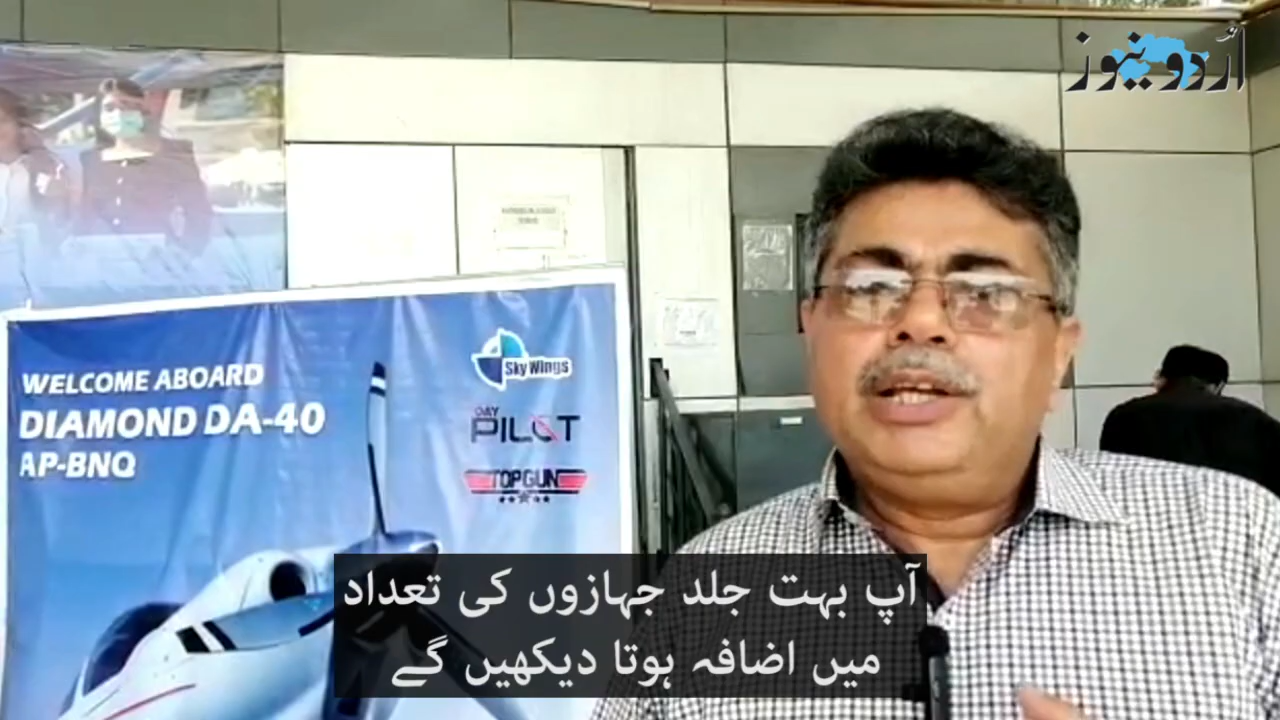 اُردو نیوز
WELCOME ABOARD
DIAMOND DA-40
AP-BNQ
Sky Wings
DAY
PILOT
TOPGUN
آپ بہت جلد جہازوں کی تعداد
میں اضافہ ہوتا دیکھیں گے